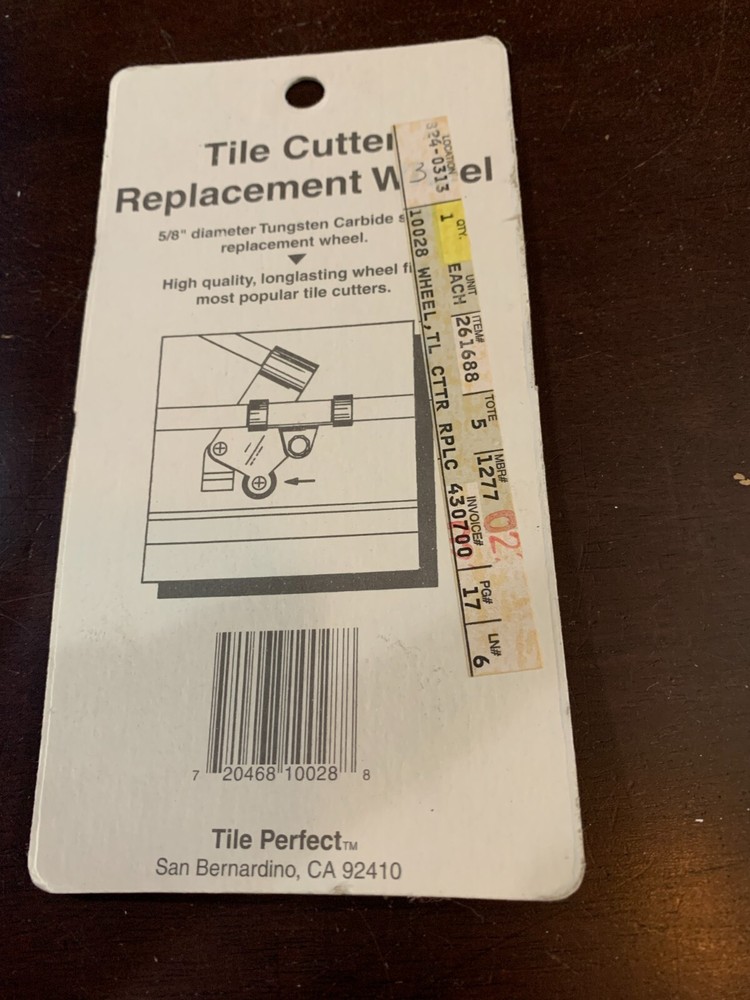 Tile Cutter
Replacement W el
5/8" diameter Tungsten Carbide
replacement wheel.
High quality, longlasting wheel
most popular tile cutters.
7 20468 10028 8
Tile Perfect™
San Bernardino, CA 92410
LOCATION QTY. UNIT ITEM# TOTE MBR# INVOICE# PG# LN#
324-0313 1 EACH 261688 5 1277 430700 17 6
10028 WHEEL,TL CTTR RPLC
3
02